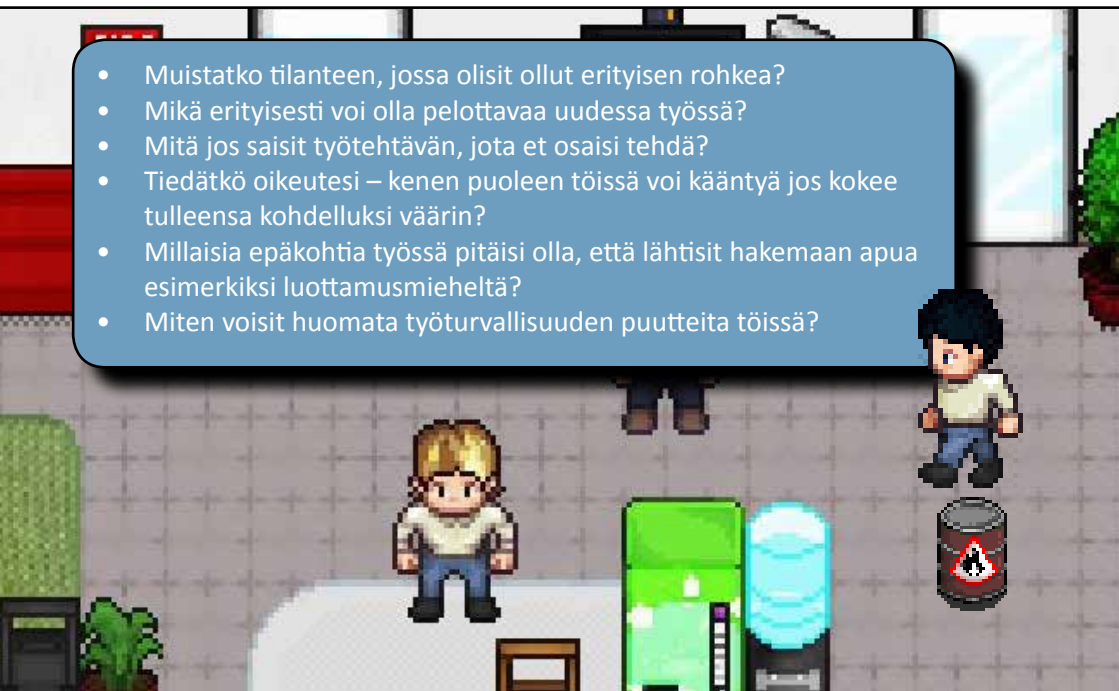 • Muistatko tilanteen, jossa olisit ollut erityisen rohkea?
• Mikä erityisesti voi olla pelottavaa uudessa työssä?
• Mitä jos saisit työtehtävän, jota et osaisi tehdä?
• Tiedätkö oikeutesi – kenen puoleen töissä voi kääntyä jos kokee
tulleensa kohdelluksi väärin?
• Millaisia epäkohtia työssä pitäisi olla, että lähtisit hakemaan apua
esimerkiksi luottamusmieheltä?
• Miten voisit huomata työturvallisuuden puutteita töissä?